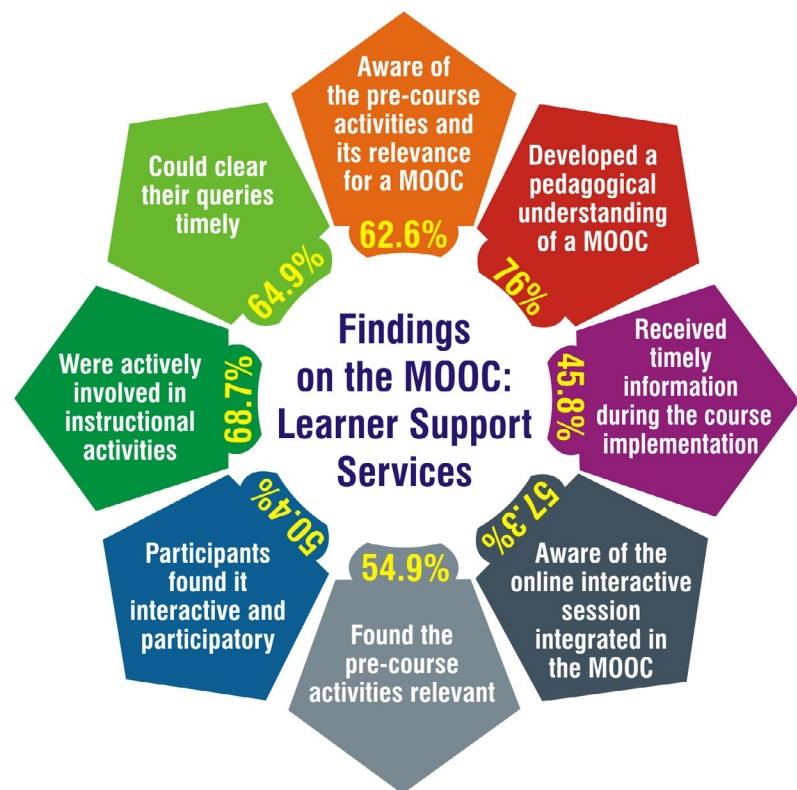 Aware of
the pre-course
activities and
its relevance
for a MOOC
62.6%
Developed a
pedagogical
understanding
of a MOOC
76%
Received
timely
information
during the course
implementation
45.8%
Aware of the
online interactive
session
integrated in
the MOOC
57.3%
Found the
pre-course
activities relevant
54.9%
Participants
found it
interactive and
participatory
50.4%
Were actively
involved in
instructional
activities
68.7%
Could clear
their queries
timely
64.9%
Findings
on the MOOC:
Learner Support
Services